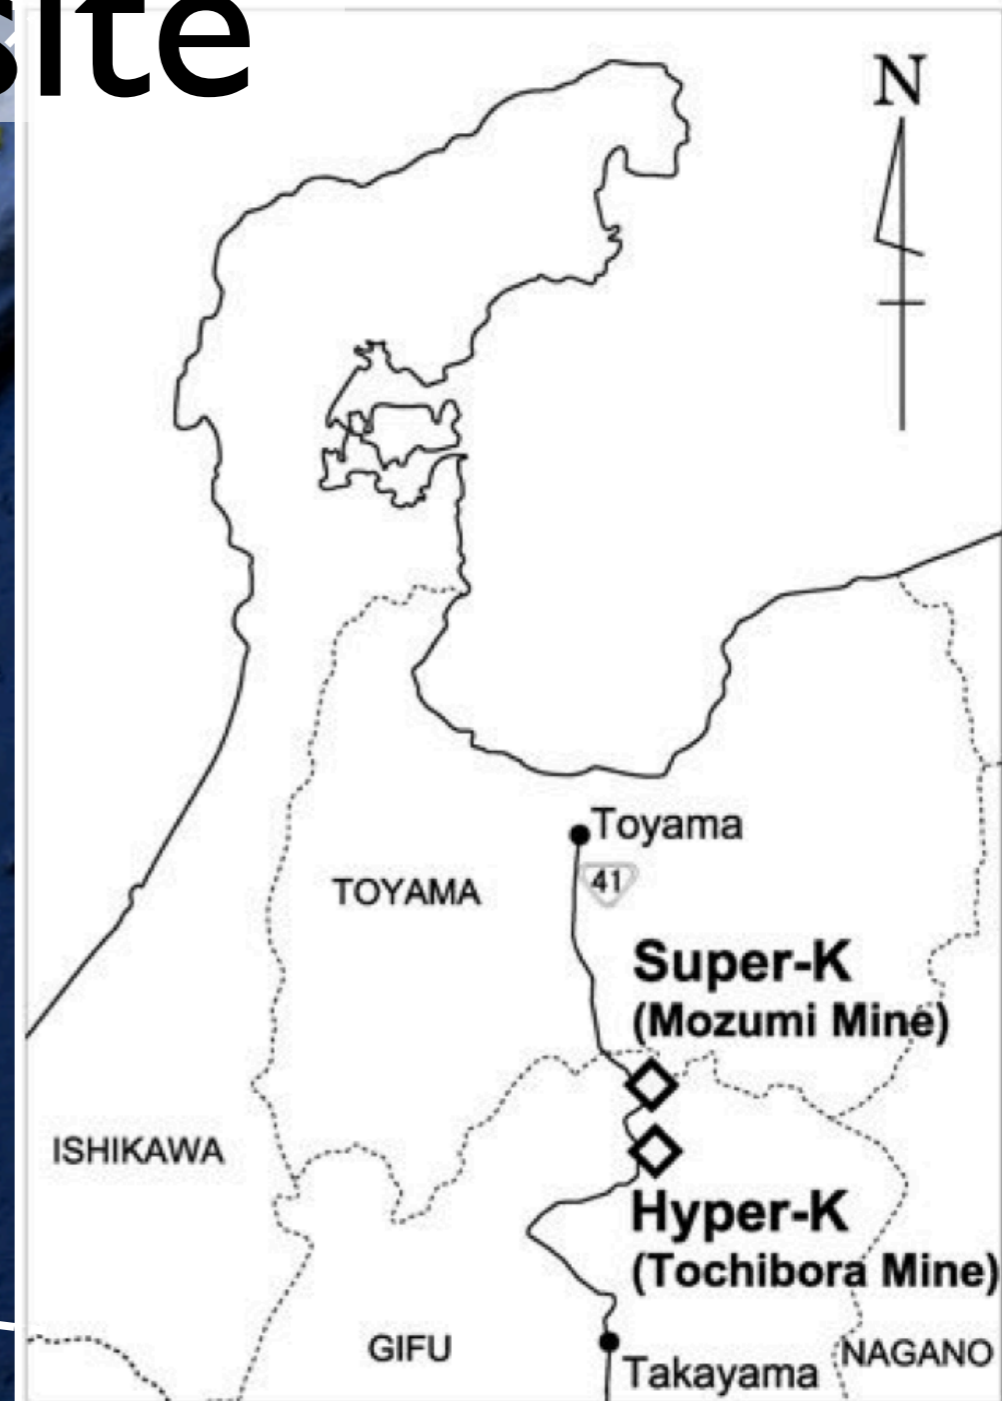 site
N
Toyama
41
TOYAMA
Super-K
(Mozumi Mine)
ISHIKAWA
Hyper-K
(Tochibora Mine)
GIFU
NAGANO
Takayama